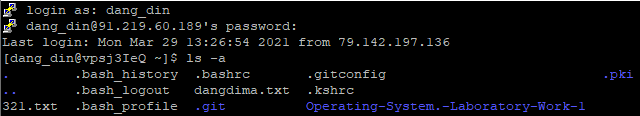 login as: dang_din
dang_din@91.219.60.189's password:
Last login: Mon Mar 29 13:26:54 2021 from 79.142.197.136
[dang_din@vpsj3IeQ ~]$ ls -a
. .bash_history .bashrc .gitconfig .pki
.. .bash_logout dangdima.txt .kshrc
321.txt .bash_profile .git Operating-System.-Laboratory-Work-1